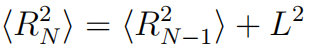 ⟨R_N^2⟩ = ⟨R_{N−1}^2⟩ + L^2